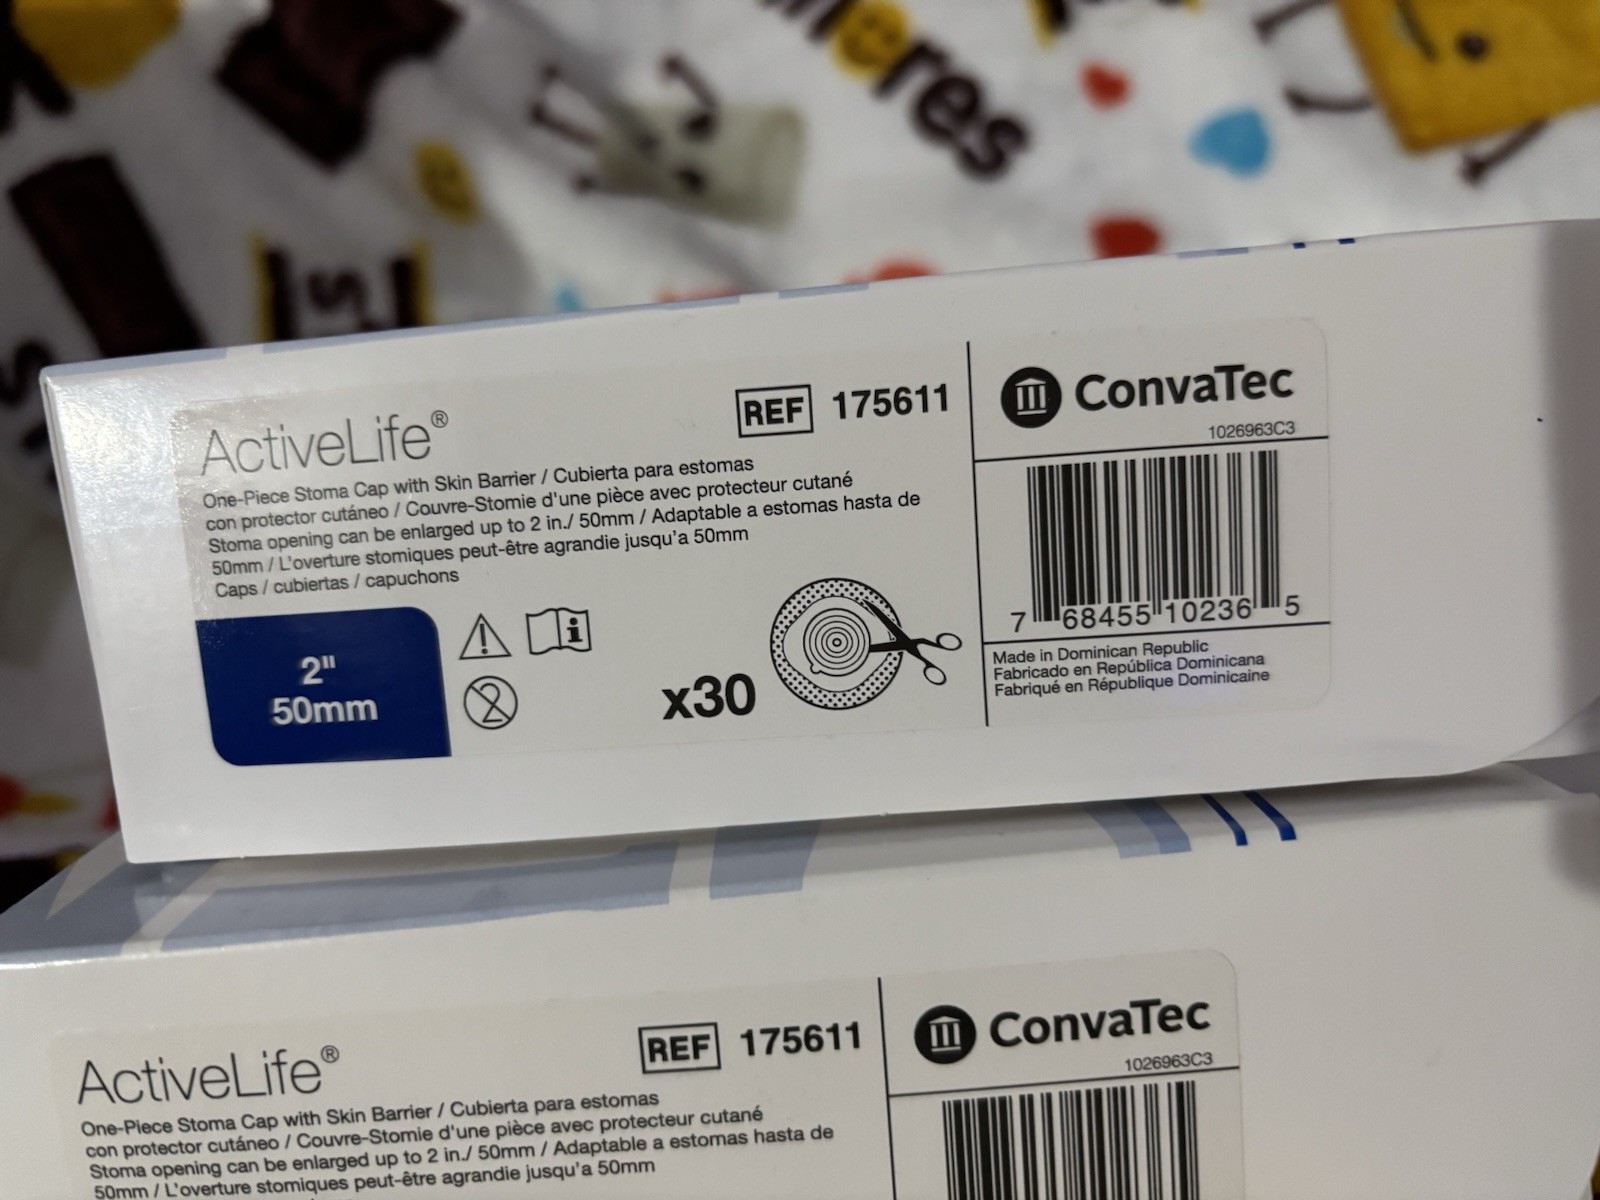 ores
S
ActiveLife®
REF 175611
One-Piece Stoma Cap with Skin Barrier / Cubierta para estomas
con protector cutáneo / Couvre-Stomie d'une pièce avec protecteur cutané
Stoma opening can be enlarged up to 2 in./ 50mm / Adaptable a estomas hasta de
50mm / L'overture stomiques peut-être agrandie jusqu'a 50mm
Caps / cubiertas / capuchons
2"
50mm
x30
ConvaTec
1026963C3
7 68455 10236 5
Made in Dominican Republic
Fabricado en República Dominicana
Fabriqué en République Dominicaine
ActiveLife®
REF 175611
One-Piece Stoma Cap with Skin Barrier / Cubierta para estomas
con protector cutáneo / Couvre-Stomie d'une pièce avec protecteur cutané
Stoma opening can be enlarged up to 2 in./ 50mm / Adaptable a estomas hasta de
50mm / L'overture stomiques peut-être agrandie jusqu'a 50mm
ConvaTec
1026963C3